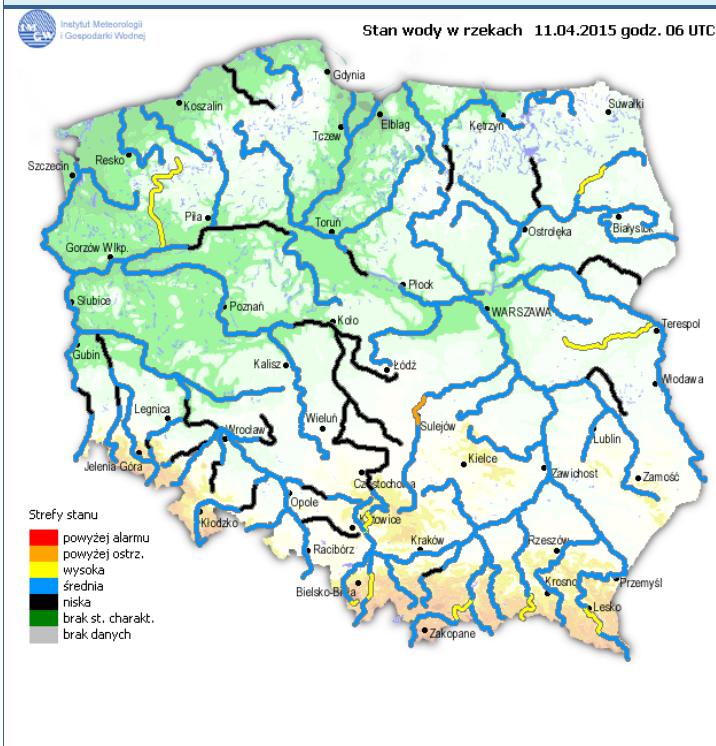 Instytut Meteorologii
i Gospodarki Wodnej
Stan wody w rzekach 11.04.2015 godz. 06 UTC
Gdynia
Koszalin
Suwałki
Tczew
Elbląg
Kętrzyn
Resko
Szczecin
Piła
Toruń
Białystok
Ostrołęka
Gorzów Wlkp.
Płock
Słubice
Poznań
Koło
WARSZAWA
Terespol
Gubin
Kalisz
Łódź
Włodawa
Legnica
Wieluń
Sulejów
Wrocław
Lublin
Jelenia Góra
Kielce
Zawichost
Zamość
Częstochowa
Opole
Kłodzko
Katowice
Kraków
Rzeszów
Racibórz
Bielsko-Biała
Krosno
Przemyśl
Lesko
Zakopane
Strefy stanu
powyżej alarmu
powyżej ostrz.
wysoka
średnia
niska
brak st. charakt.
brak danych